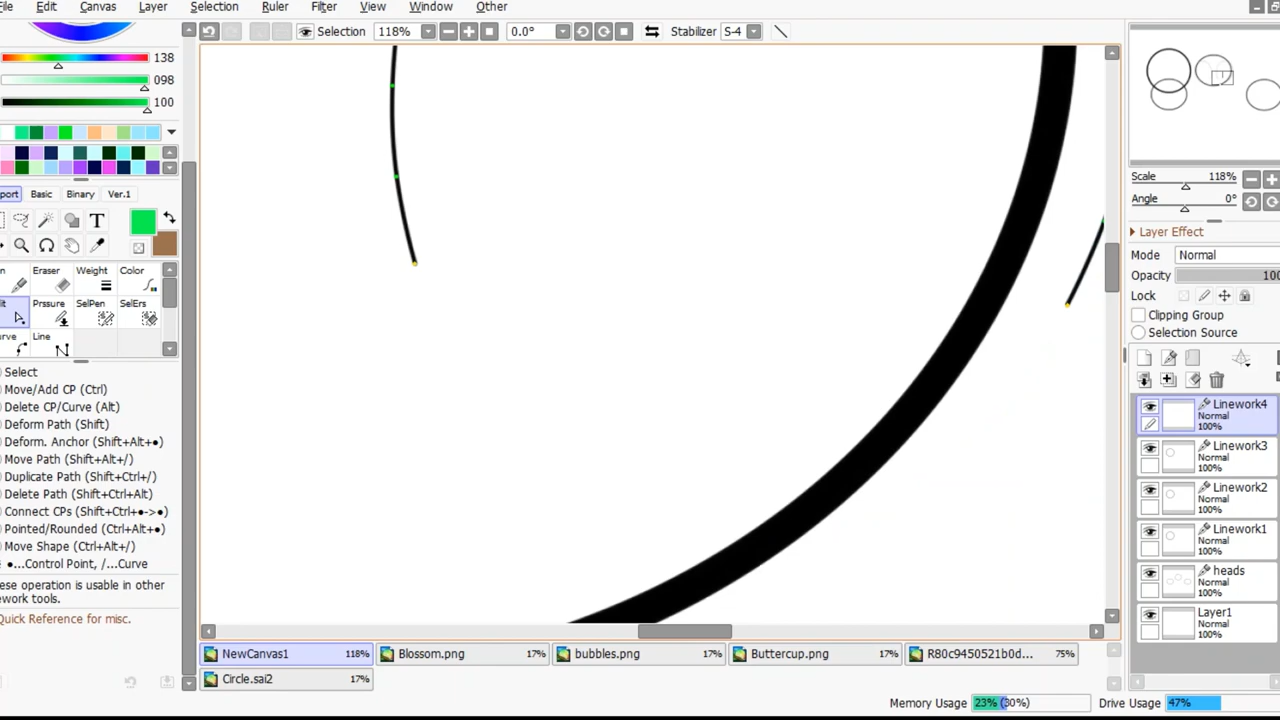 File Edit Canvas Layer Selection Ruler Filter View Window Other
Selection 118% 0.0° Stabilizer S-4
138
098
100
port Basic Binary Ver.1
T
n Eraser Weight Color
it Prssure SelPen SelErs
urve Line
Select
Move/Add CP (Ctrl)
Delete CP/Curve (Alt)
Deform Path (Shift)
Deform. Anchor (Shift+Alt+●)
Move Path (Shift+Alt+/)
Duplicate Path (Shift+Ctrl+/)
Delete Path (Shift+Ctrl+Alt)
Connect CPs (Shift+Ctrl+●->●)
Pointed/Rounded (Ctrl+Alt+●)
Move Shape (Ctrl+Alt+/)
●...Control Point, /...Curve
ese operation is usable in other
ework tools.
Quick Reference for misc.
Scale 118%
Angle 0°
Layer Effect
Mode Normal
Opacity 100
Lock
Clipping Group
Selection Source
Linework4
Normal
100%
Linework3
Normal
100%
Linework2
Normal
100%
Linework1
Normal
100%
heads
Normal
100%
Layer1
Normal
100%
NewCanvas1 118% Blossom.png 17% bubbles.png 17% Buttercup.png 17% R80c9450521b0d... 75%
Circle.sai2 17%
Memory Usage 23% (30%) Drive Usage 47%